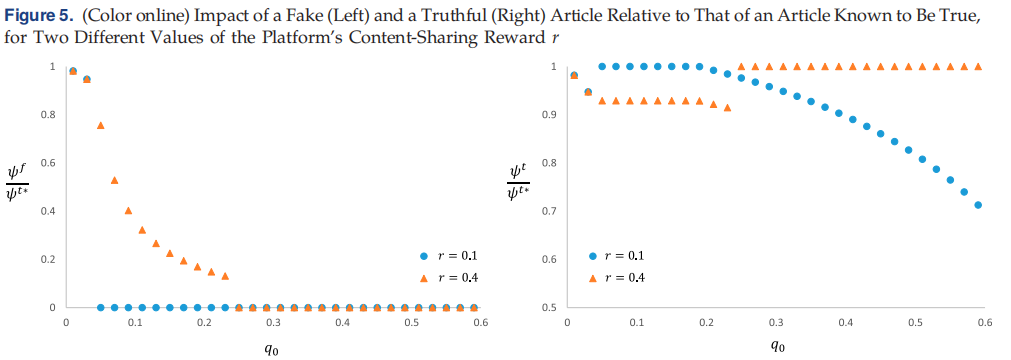 Figure 5. (Color online) Impact of a Fake (Left) and a Truthful (Right) Article Relative to That of an Article Known to Be True,
for Two Different Values of the Platform's Content-Sharing Reward r
1
0.8
0.6
0.4
0.2
0
ψᶠ
ψᵗ*
r = 0.1
r = 0.4
0 0.1 0.2 0.3 0.4 0.5 0.6
q₀
1
0.9
0.8
0.7
0.6
0.5
ψᵗ
ψᵗ*
r = 0.1
r = 0.4
0 0.1 0.2 0.3 0.4 0.5 0.6
q₀